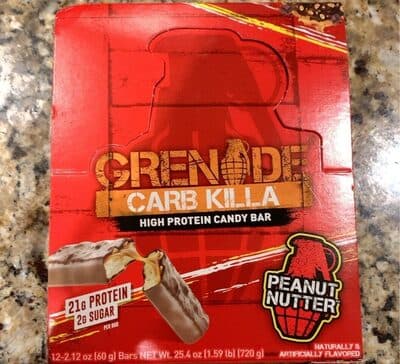 GRENADE
CARB KILLA
HIGH PROTEIN CANDY BAR
PEANUT
NUTTER
21g PROTEIN
2g SUGAR
PER BAR
NATURALLY &
ARTIFICIALLY FLAVORED
12-2.12 oz (60 g) Bars NET Wt. 25.4 oz (1.59 lb) (720 g)